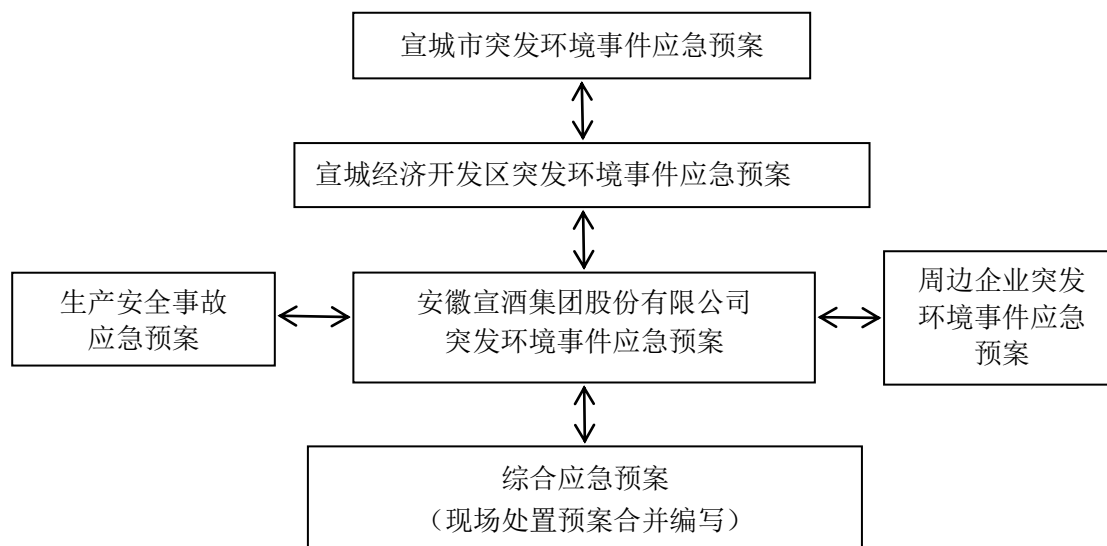 宣城市突发环境事件应急预案
宣城经济开发区突发环境事件应急预案
生产安全事故
应急预案
安徽宣酒集团股份有限公司
突发环境事件应急预案
周边企业突发
环境事件应急
预案
综合应急预案
（现场处置预案合并编写）